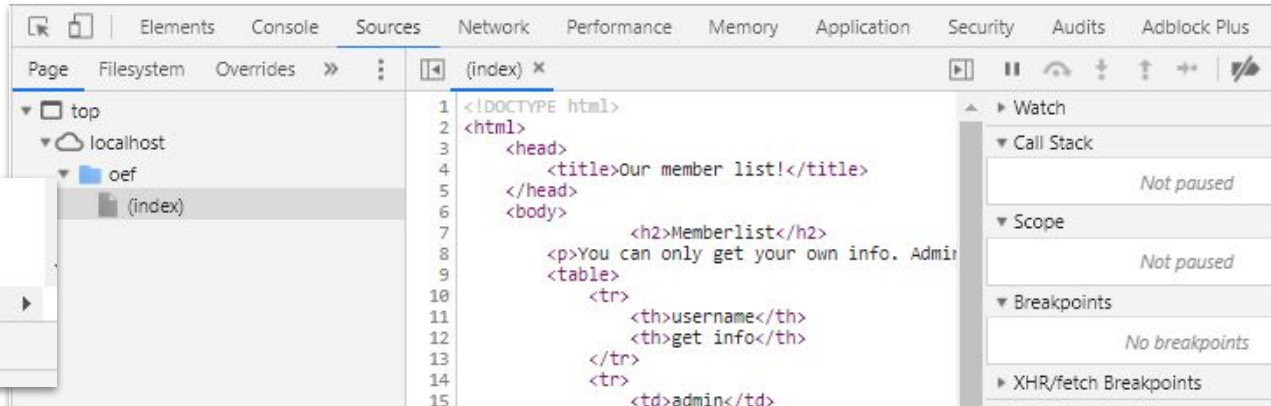 Elements Console Sources Network Performance Memory Application Security Audits Adblock Plus
Page Filesystem Overrides »
(index) ×
top
localhost
oef
(index)
1 <!DOCTYPE html>
2 <html>
3 <head>
4 <title>Our member list!</title>
5 </head>
6 <body>
7 <h2>Memberlist</h2>
8 <p>You can only get your own info. Admi
9 <table>
10 <tr>
11 <th>username</th>
12 <th>get info</th>
13 </tr>
14 <tr>
15 <td>admin</td>
Watch
Call Stack
Not paused
Scope
Not paused
Breakpoints
No breakpoints
XHR/fetch Breakpoints